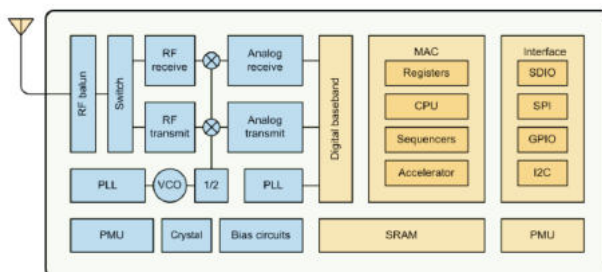 RF balun
Switch
RF
receive
Analog
receive
RF
transmit
Analog
transmit
Digital baseband
PLL
VCO
1/2
PLL
PMU
Crystal
Bias circuits
MAC
Registers
CPU
Sequencers
Accelerator
Interface
SDIO
SPI
GPIO
I2C
SRAM
PMU